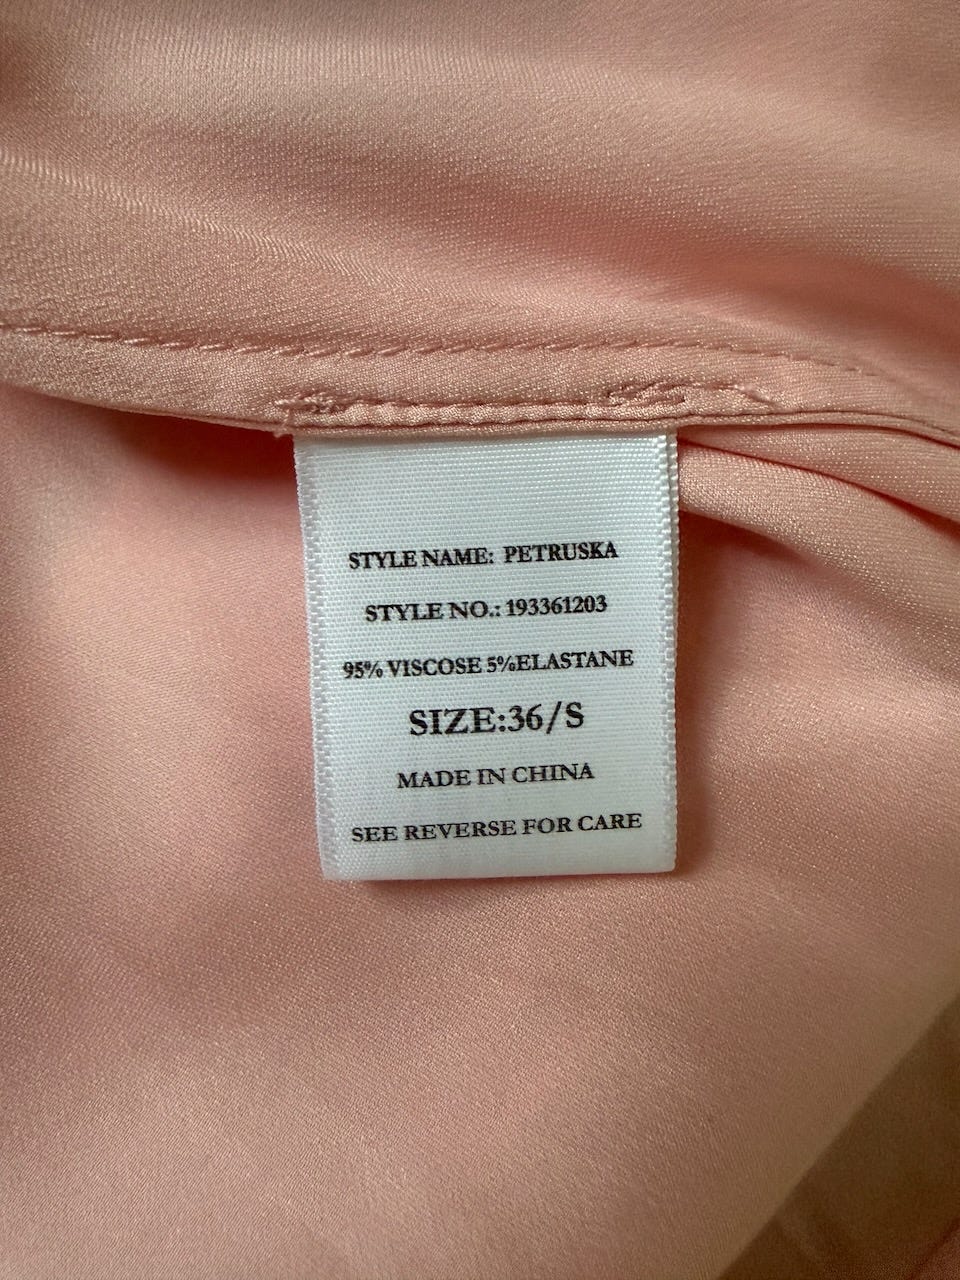 STYLE NAME: PETRUSKA
STYLE NO.: 193361203
95% VISCOSE 5%ELASTANE
SIZE:36/S
MADE IN CHINA
SEE REVERSE FOR CARE